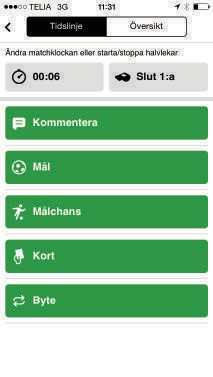 TELIA 3G 11:31
Tidslinje Översikt
Ändra matchklockan eller starta/stoppa halvlekar
00:06 Slut 1:a
Kommentera
Mål
Målchans
Kort
Byte